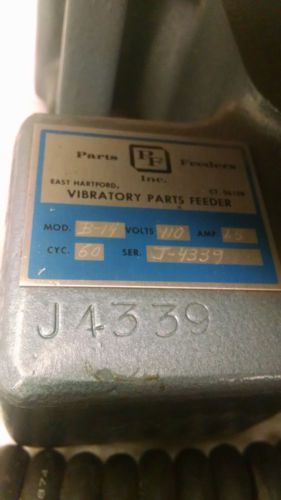 Parts PF Feeders
Inc.
EAST HARTFORD, CT.
VIBRATORY PARTS FEEDER
MOD. B-14 VOLTS 110 AMP
CYC. 60 SER. J-4339
J4339